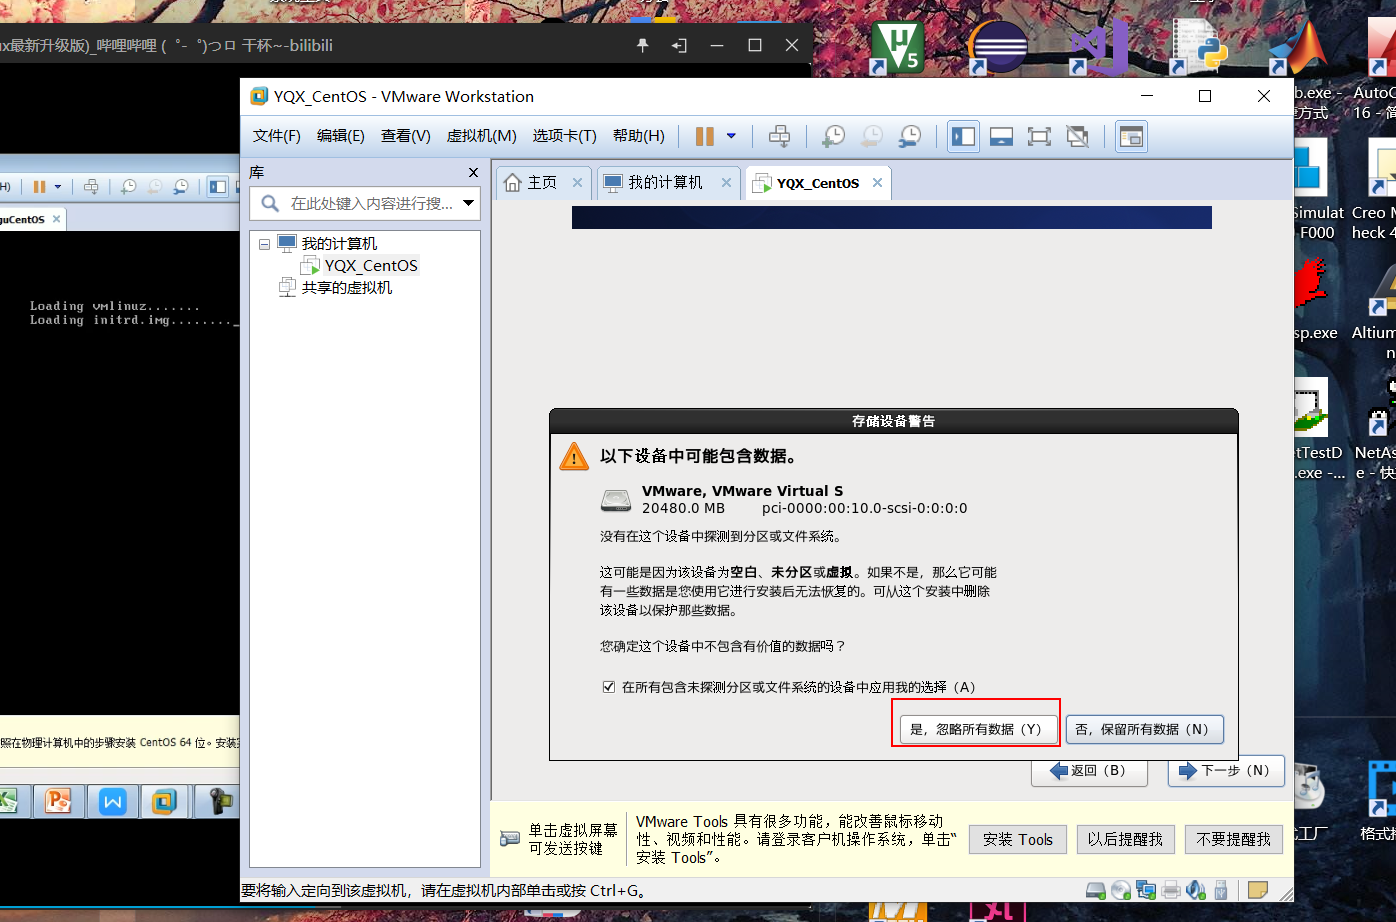 ux最新升级版)_哔哩哔哩 (゜-゜)つロ 干杯~-bilibili
YQX_CentOS - VMware Workstation
文件(F) 编辑(E) 查看(V) 虚拟机(M) 选项卡(T) 帮助(H)
库
在此处键入内容进行搜...
我的计算机
YQX_CentOS
共享的虚拟机
主页
我的计算机
YQX_CentOS
H)
guCentOS
Loading vmlinuz.......
Loading initrd.img........_
存储设备警告
以下设备中可能包含数据。
VMware, VMware Virtual S
20480.0 MB pci-0000:00:10.0-scsi-0:0:0:0
没有在这个设备中探测到分区或文件系统。
这可能是因为该设备为空白、未分区或虚拟。如果不是，那么它可能
有一些数据是您使用它进行安装后无法恢复的。可从这个安装中删除
该设备以保护那些数据。
您确定这个设备中不包含有价值的数据吗？
在所有包含未探测分区或文件系统的设备中应用我的选择（A）
是，忽略所有数据（Y）
否，保留所有数据（N）
返回（B）
下一步（N）
单击虚拟屏幕
可发送按键
VMware Tools 具有很多功能，能改善鼠标移动
性、视频和性能。请登录客户机操作系统，单击“
安装 Tools”。
安装 Tools
以后提醒我
不要提醒我
要将输入定向到该虚拟机，请在虚拟机内部单击或按 Ctrl+G。
照在物理计算机中的步骤安装 CentOS 64 位。安装
b.exe -
捷方式
AutoC
16 - 简
Simulat
F000
Creo M
heck 4
sp.exe
Altium
n
etTestD
.exe -...
NetAs
e - 快
工厂
格式